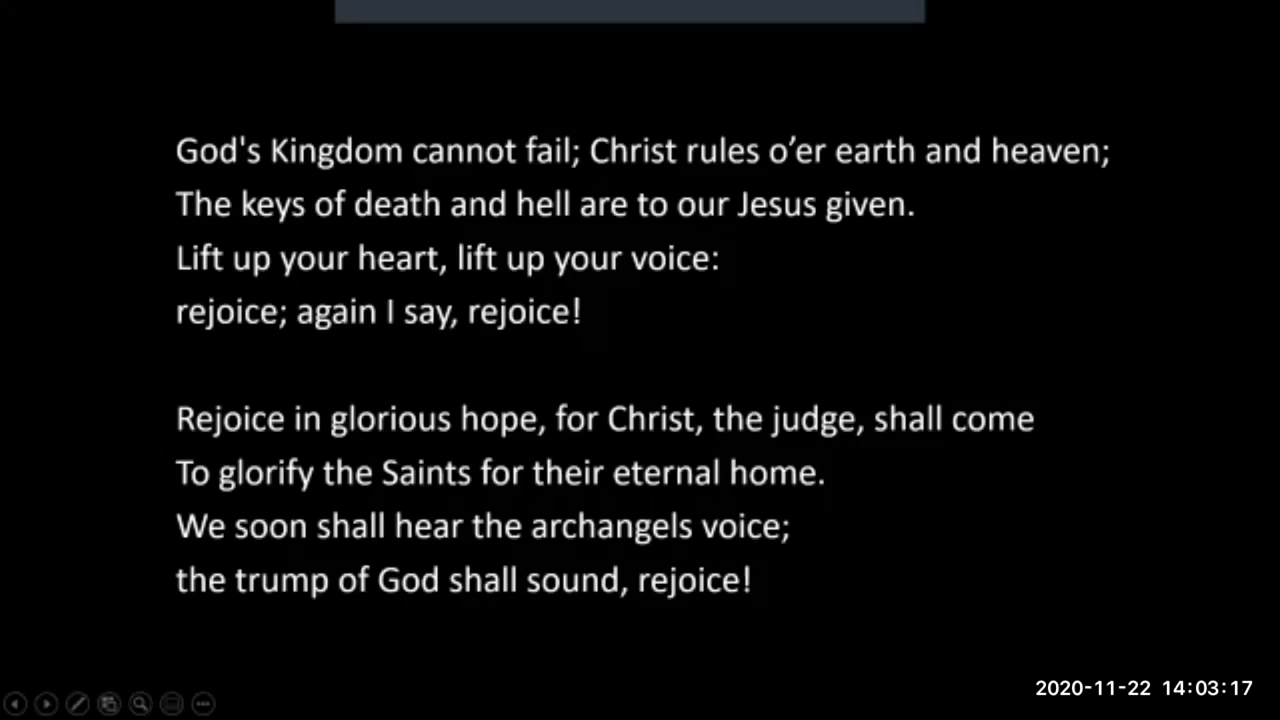 God's Kingdom cannot fail; Christ rules o’er earth and heaven;
The keys of death and hell are to our Jesus given.
Lift up your heart, lift up your voice:
rejoice; again I say, rejoice!
Rejoice in glorious hope, for Christ, the judge, shall come
To glorify the Saints for their eternal home.
We soon shall hear the archangels voice;
the trump of God shall sound, rejoice!
2020-11-22 14:03:17